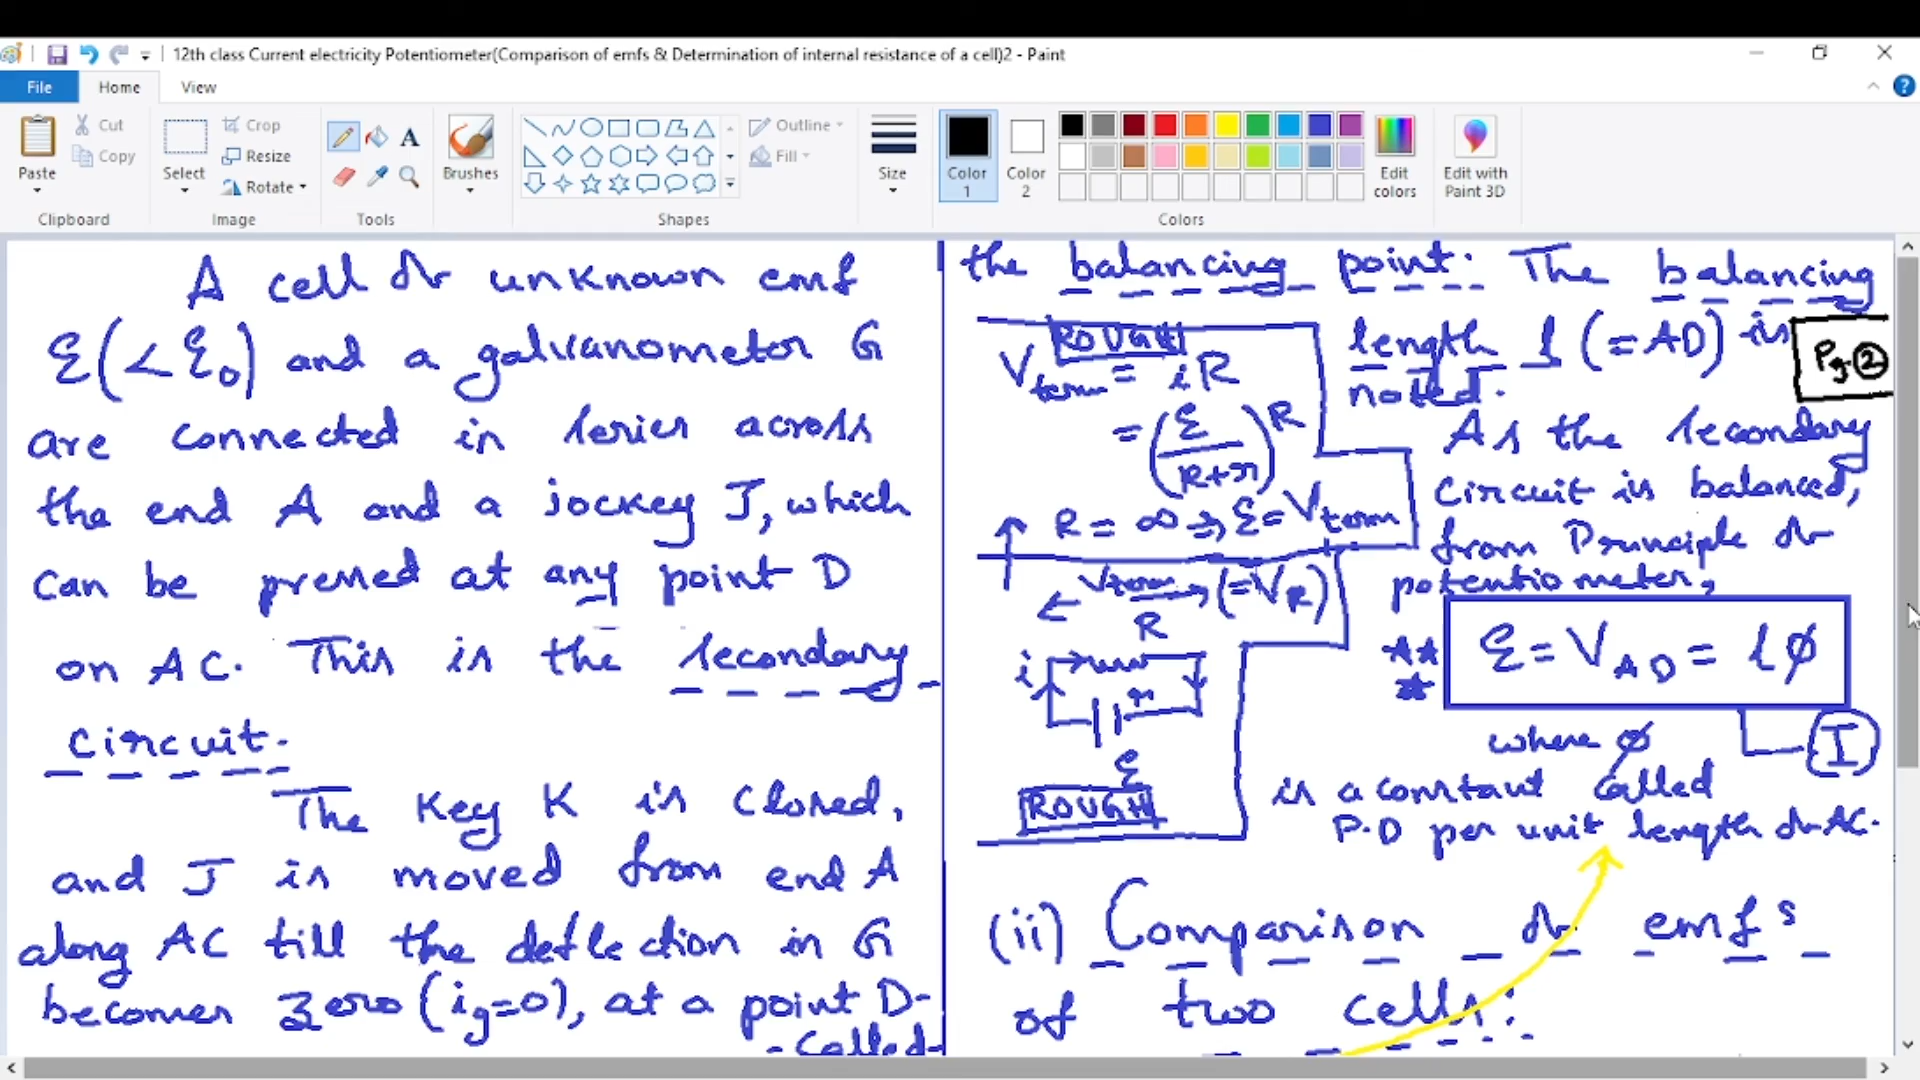 12th class Current electricity Potentiometer(Comparison of emfs & Determination of internal resistance of a cell)2 - Paint
File Home View
Paste Cut Copy
Clipboard
Select Crop Resize Rotate
Image
Tools
Brushes
Shapes
Outline
Fill
Size
Color 1
Color 2
Edit colors
Colors
Edit with Paint 3D
A cell of unknown emf
ℰ(<ℰ₀) and a galvanometor G
are connected in series across
the end A and a jockey J, which
can be pressed at any point D
on AC. This is the secondary
circuit.
The Key K is closed,
and J is moved from end A
along AC till the deflection in G
becomes zero (i_g=0), at a point D-
-called-
the balancing point. The balancing
length l (=AD) is
noted.
Pg②
ROUGH
V_term = iR
= (ℰ/(R+r))R
R = ∞ ⇒ ℰ = V_term
V_term → (=V_R)
R
i
r
ℰ
ROUGH
As the secondary
circuit is balanced,
from Principle of
potentiometer,
ℰ = V_AD = lφ
I
where φ
is a constant called
P.D per unit length of AC.
(ii) Comparison of emfs
of two cells: